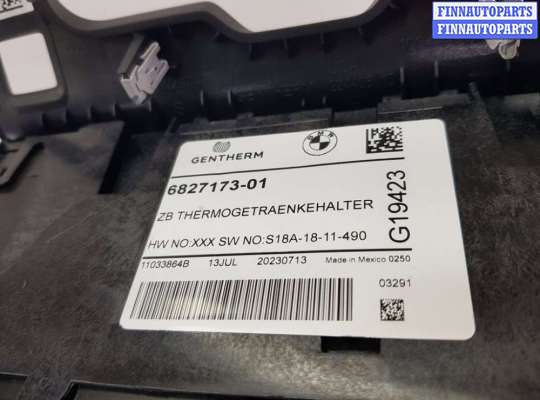 FINNAUTOPARTS
FINNAUTOPARTS
GENTHERM
BMW
6827173-01
ZB THERMOGETRAENKEHALTER
HW NO:XXX SW NO:S18A-18-11-490
G19423
11033864B 13JUL 20230713 Made in Mexico 0250
03291